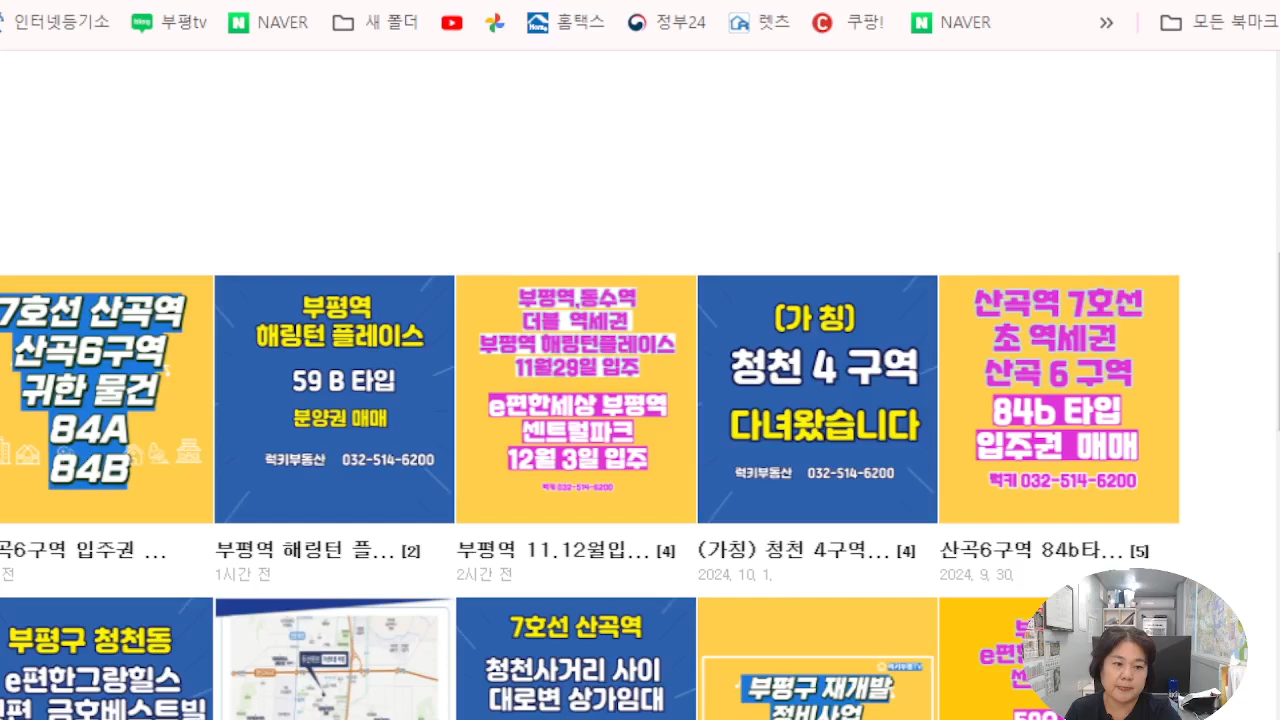 인터넷등기소 부평tv NAVER 새 폴더 홈택스 정부24 렛츠 쿠팡! NAVER » 모든 북마크
7호선 산곡역
산곡6구역
귀한 물건
84A
84B
부평역
해링턴 플레이스
59 B 타입
분양권 매매
럭키부동산 032-514-6200
부평역,동수역
더블 역세권
부평역 해링턴플레이스
11월29일 입주
e편한세상 부평역
센트럴파크
12월 3일 입주
럭키 032-514-6200
(가 칭)
청천 4 구역
다녀왔습니다
럭키부동산 032-514-6200
산곡역 7호선
초 역세권
산곡 6 구역
84b 타입
입주권 매매
럭키 032-514-6200
곡6구역 입주권 ...
전
부평역 해링턴 플... [2]
1시간 전
부평역 11.12월입... [4]
2시간 전
(가칭) 청천 4구역... [4]
2024. 10. 1.
산곡6구역 84b타... [5]
2024. 9. 30.
부평구 청천동
e편한그랑힐스
편 금호베스트빌
7호선 산곡역
청천사거리 사이
대로변 상가임대
부평구 재개발
정비사업